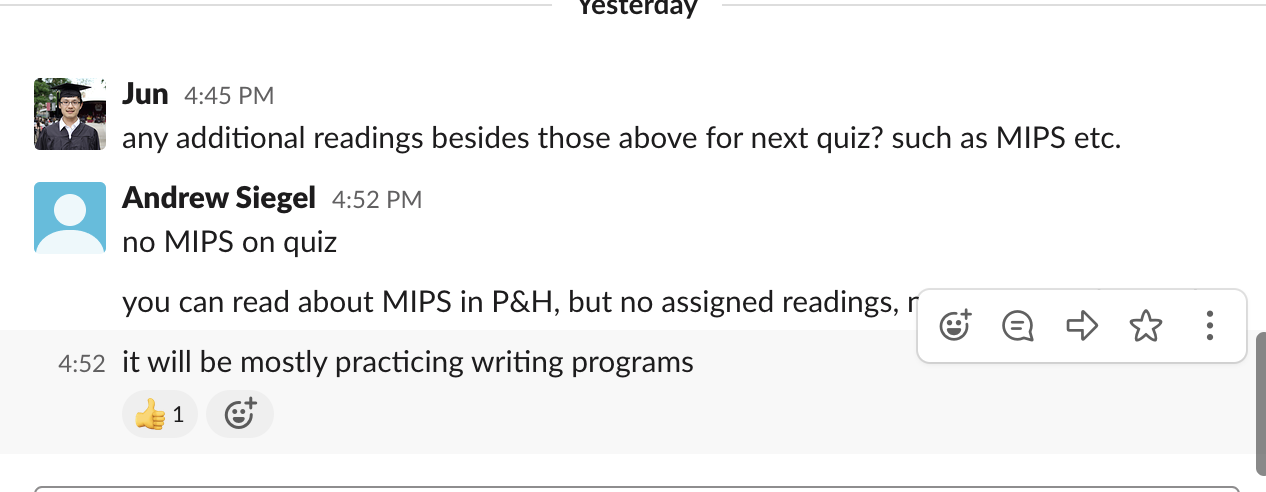 Yesterday
Jun 4:45 PM
any additional readings besides those above for next quiz? such as MIPS etc.
Andrew Siegel 4:52 PM
no MIPS on quiz
you can read about MIPS in P&H, but no assigned readings,
4:52 it will be mostly practicing writing programs
👍 1